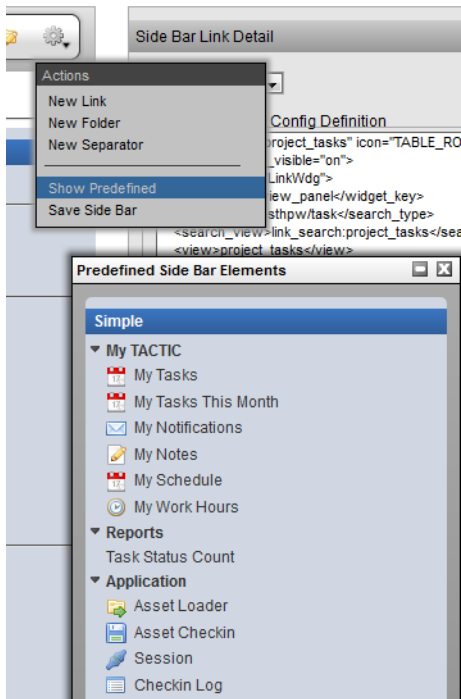 Side Bar Link Detail
Actions
New Link
New Folder
New Separator
Show Predefined
Save Side Bar
Config Definition
project_tasks" icon="TABLE_RO
_visible="on">
LinkWdg">
iew_panel</widget_key>
sthpw/task</search_type>
<search_view>link_search:project_tasks</sea
<view>project_tasks</view>
Predefined Side Bar Elements
Simple
My TACTIC
My Tasks
My Tasks This Month
My Notifications
My Notes
My Schedule
My Work Hours
Reports
Task Status Count
Application
Asset Loader
Asset Checkin
Session
Checkin Log